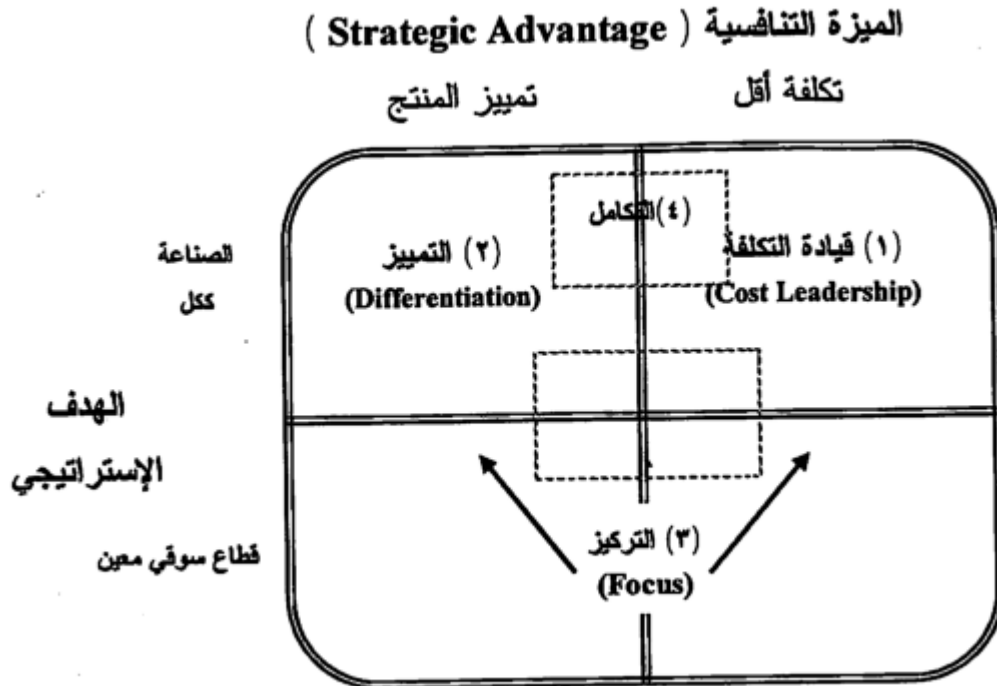 الميزة التنافسية ( Strategic Advantage )
تكلفة أقل
تمييز المنتج
(٤) التكامل
(١) قيادة التكلفة
(Cost Leadership)
(٢) التمييز
(Differentiation)
الصناعة
ككل
الهدف
الإستراتيجي
قطاع سوقي معين
(٣) التركيز
(Focus)